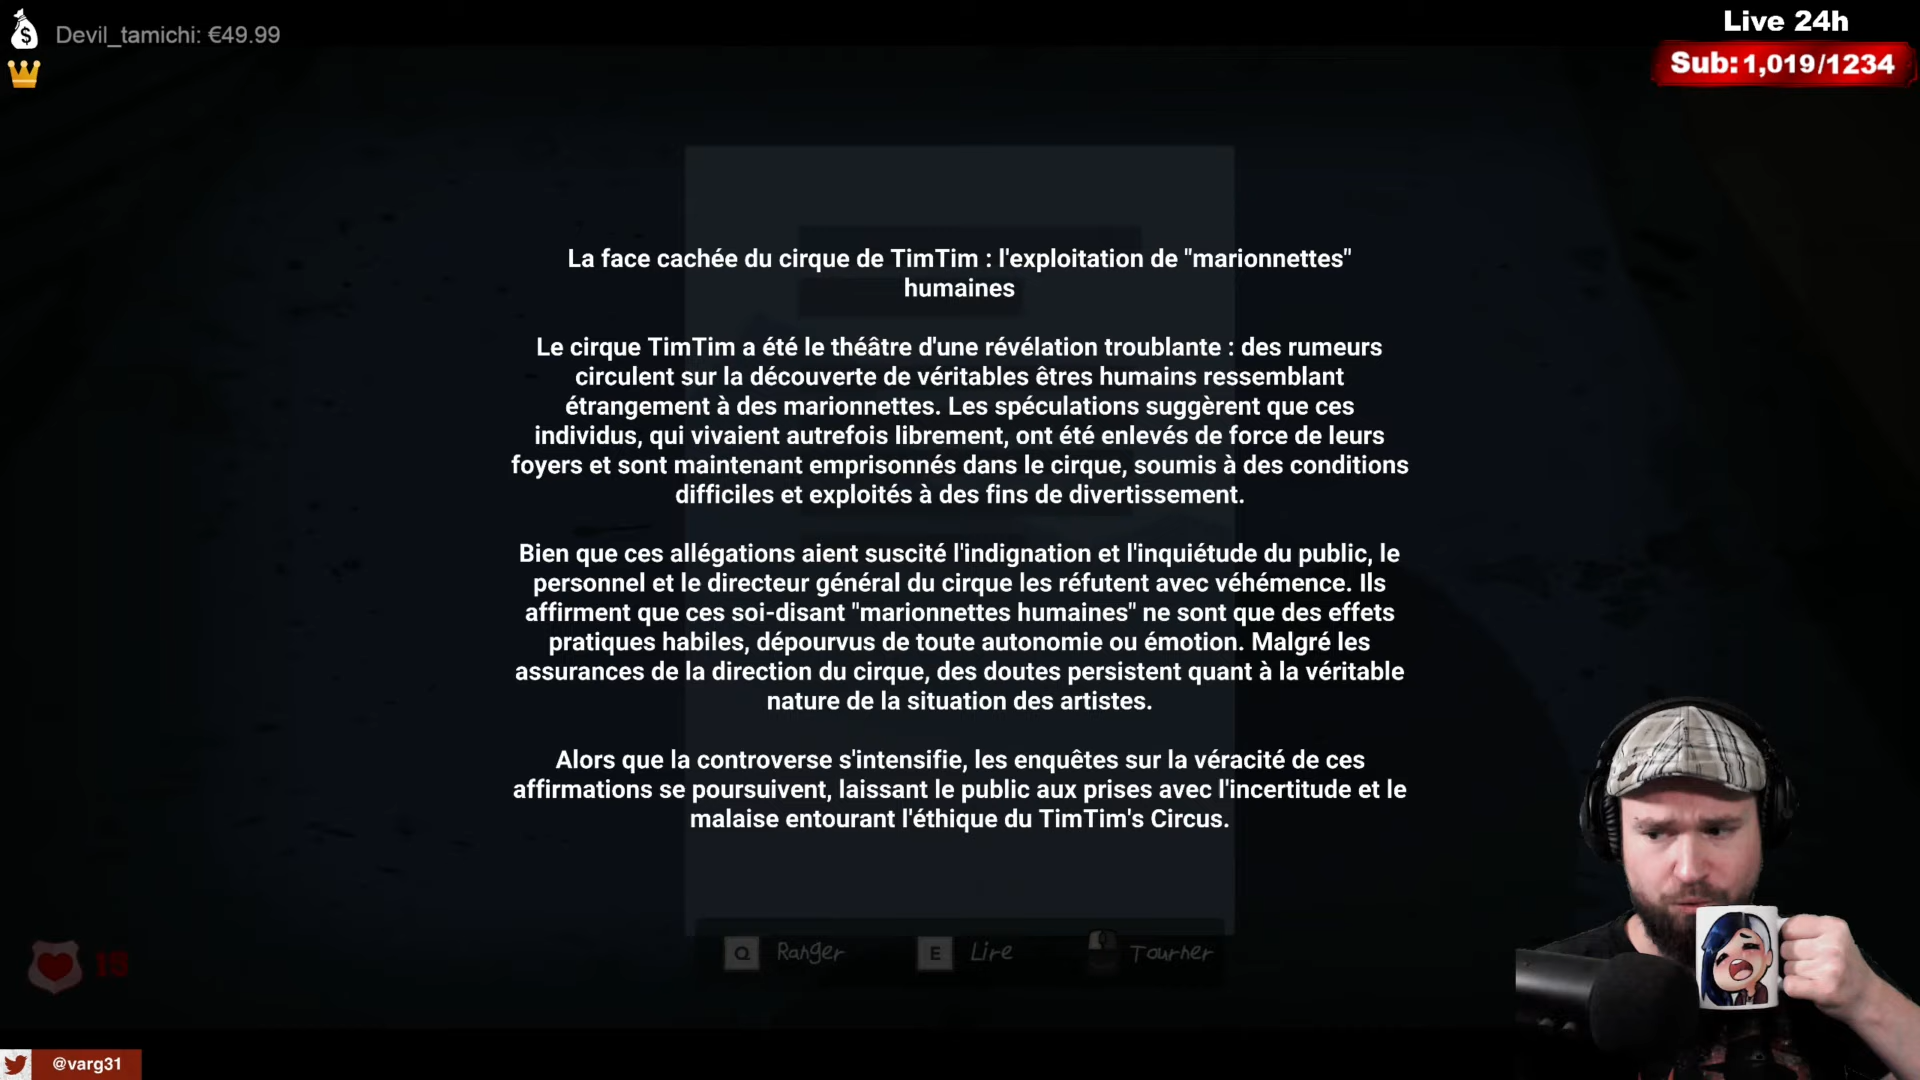 Devil_tamichi: €49.99
Live 24h
Sub: 1,019/1234
La face cachée du cirque de TimTim : l'exploitation de "marionnettes"
humaines
Le cirque TimTim a été le théâtre d'une révélation troublante : des rumeurs
circulent sur la découverte de véritables êtres humains ressemblant
étrangement à des marionnettes. Les spéculations suggèrent que ces
individus, qui vivaient autrefois librement, ont été enlevés de force de leurs
foyers et sont maintenant emprisonnés dans le cirque, soumis à des conditions
difficiles et exploités à des fins de divertissement.
Bien que ces allégations aient suscité l'indignation et l'inquiétude du public, le
personnel et le directeur général du cirque les réfutent avec véhémence. Ils
affirment que ces soi-disant "marionnettes humaines" ne sont que des effets
pratiques habiles, dépourvus de toute autonomie ou émotion. Malgré les
assurances de la direction du cirque, des doutes persistent quant à la véritable
nature de la situation des artistes.
Alors que la controverse s'intensifie, les enquêtes sur la véracité de ces
affirmations se poursuivent, laissant le public aux prises avec l'incertitude et le
malaise entourant l'éthique du TimTim's Circus.
Q Ranger E Lire Tourner
15
@varg31